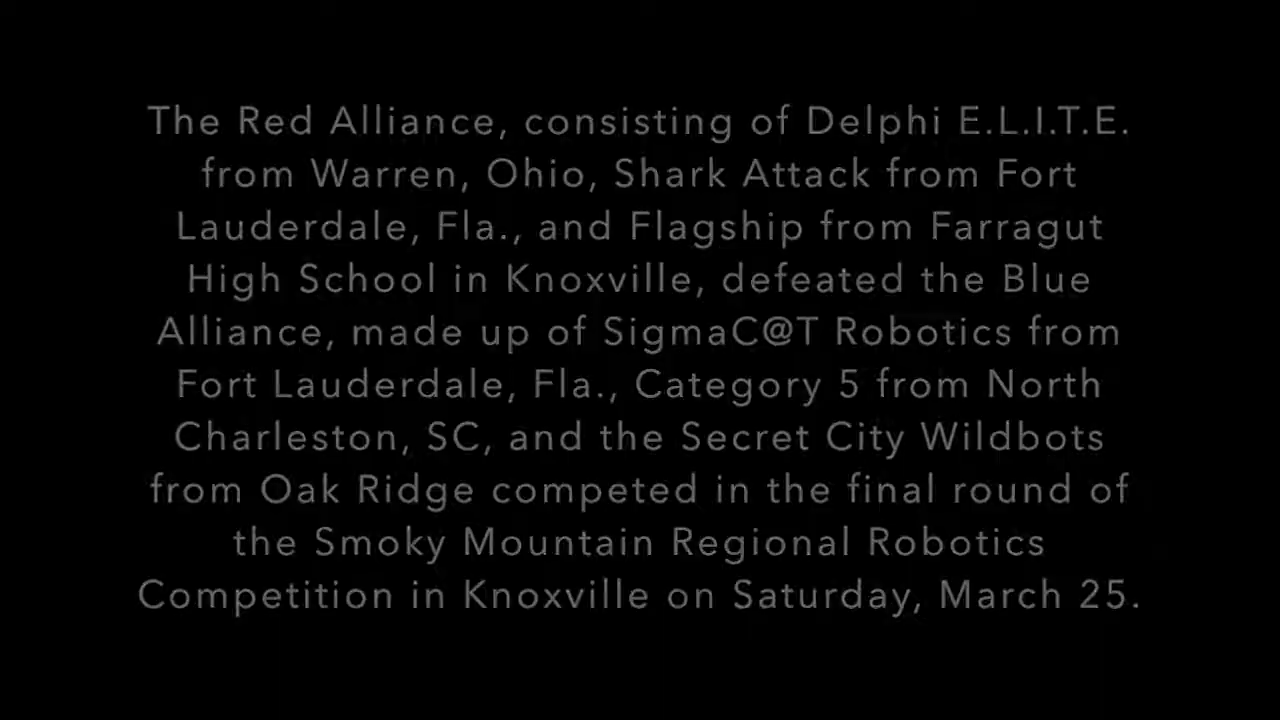 The Red Alliance, consisting of Delphi E.L.I.T.E.
from Warren, Ohio, Shark Attack from Fort
Lauderdale, Fla., and Flagship from Farragut
High School in Knoxville, defeated the Blue
Alliance, made up of SigmaC@T Robotics from
Fort Lauderdale, Fla., Category 5 from North
Charleston, SC, and the Secret City Wildbots
from Oak Ridge competed in the final round of
the Smoky Mountain Regional Robotics
Competition in Knoxville on Saturday, March 25.